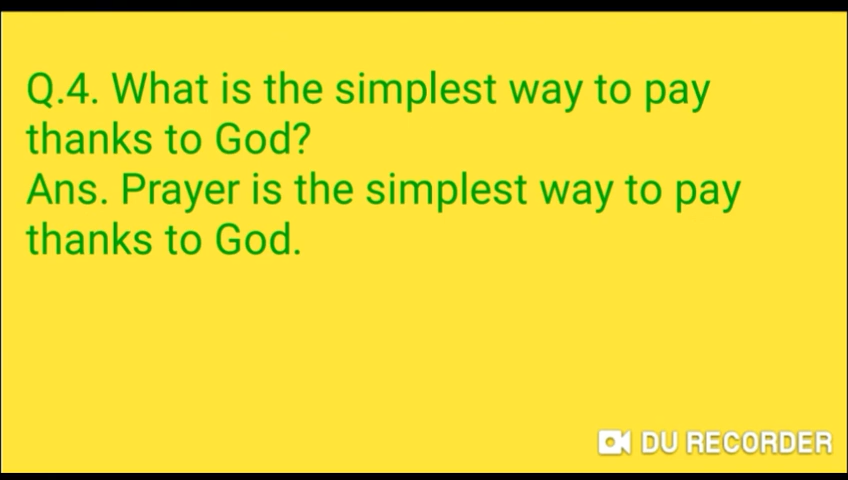 Q.4. What is the simplest way to pay
thanks to God?
Ans. Prayer is the simplest way to pay
thanks to God.
DU RECORDER